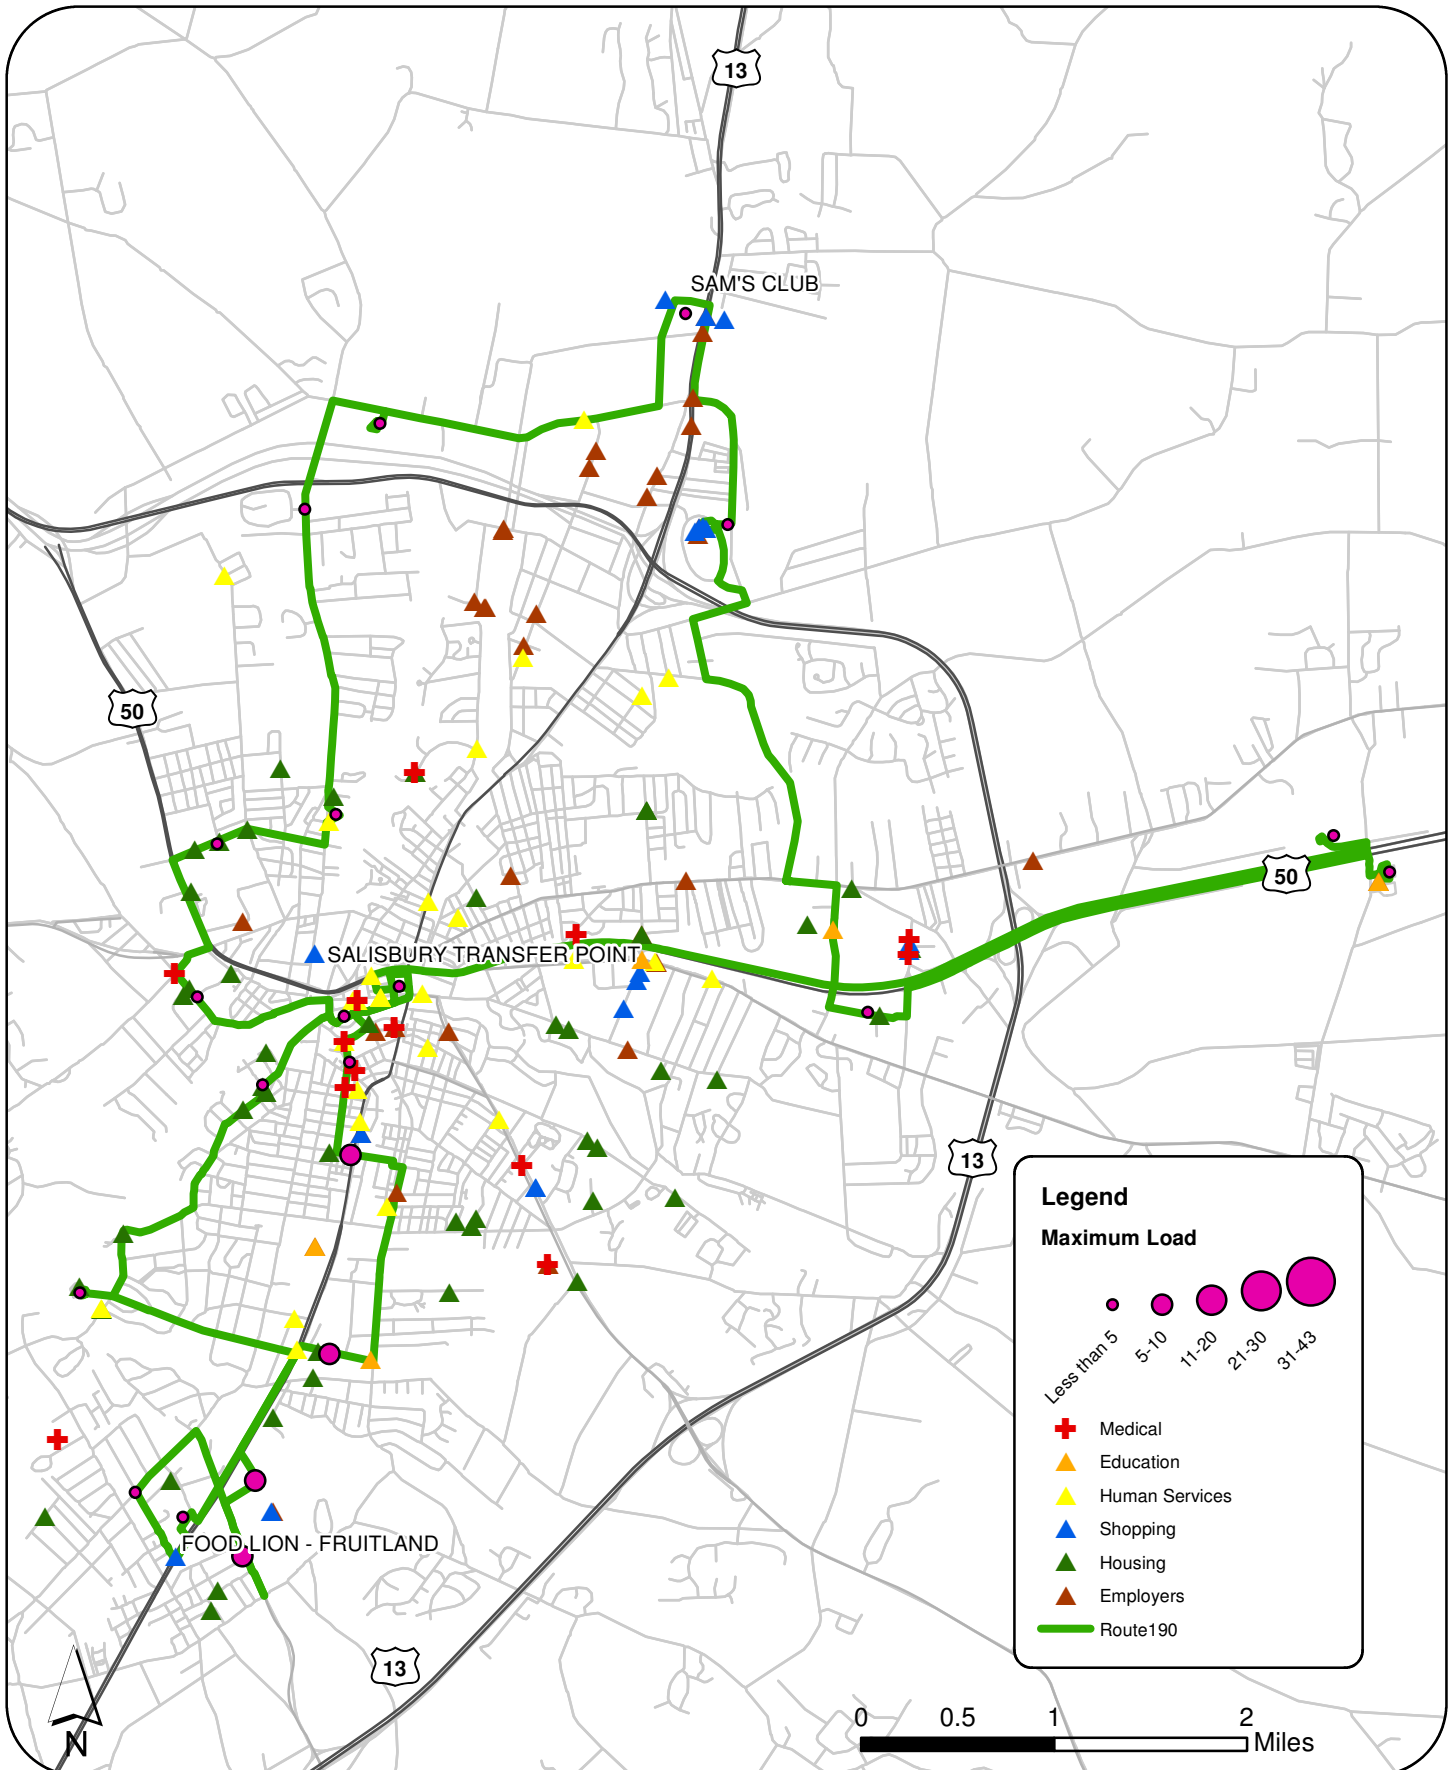 13
SAM'S CLUB
50
50
SALISBURY TRANSFER POINT
13
FOOD LION - FRUITLAND
13
N
Legend
Maximum Load
Less than 5
5-10
11-20
21-30
31-43
Medical
Education
Human Services
Shopping
Housing
Employers
Route190
0 0.5 1 2
Miles